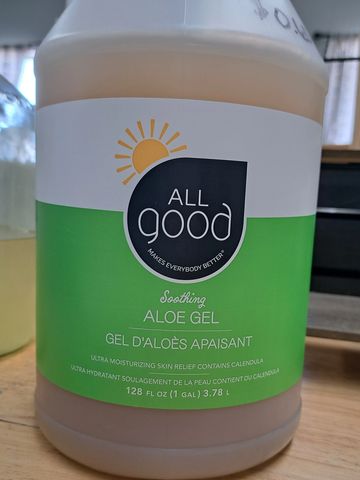 ALL
good
MAKES EVERYBODY BETTER
Soothing
ALOE GEL
GEL D'ALOÈS APAISANT
ULTRA MOISTURIZING SKIN RELIEF CONTAINS CALENDULA
ULTRA HYDRATANT SOULAGEMENT DE LA PEAU CONTIENT DU CALENDULA
128 FL OZ (1 GAL) 3.78 L